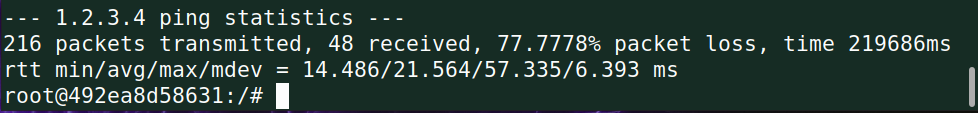 --- 1.2.3.4 ping statistics ---
216 packets transmitted, 48 received, 77.7778% packet loss, time 219686ms
rtt min/avg/max/mdev = 14.486/21.564/57.335/6.393 ms
root@492ea8d58631:/#